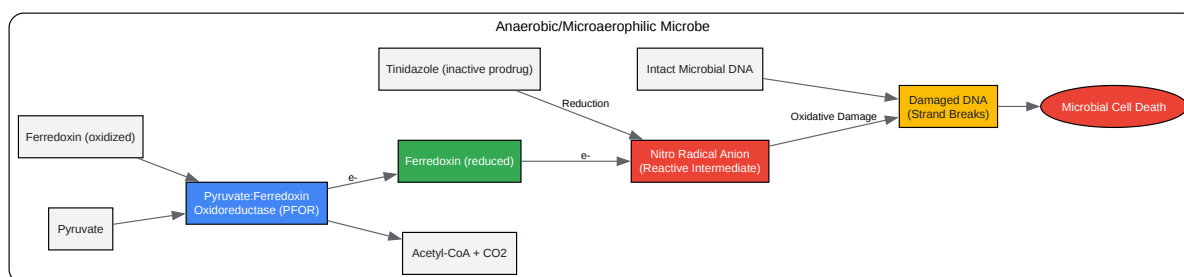 Anaerobic/Microaerophilic Microbe
Tinidazole (inactive prodrug)
Intact Microbial DNA
Reduction
Damaged DNA
(Strand Breaks)
Microbial Cell Death
Oxidative Damage
Ferredoxin (oxidized)
Ferredoxin (reduced)
e-
Nitro Radical Anion
(Reactive Intermediate)
e-
Pyruvate:Ferredoxin
Oxidoreductase (PFOR)
Pyruvate
Acetyl-CoA + CO2